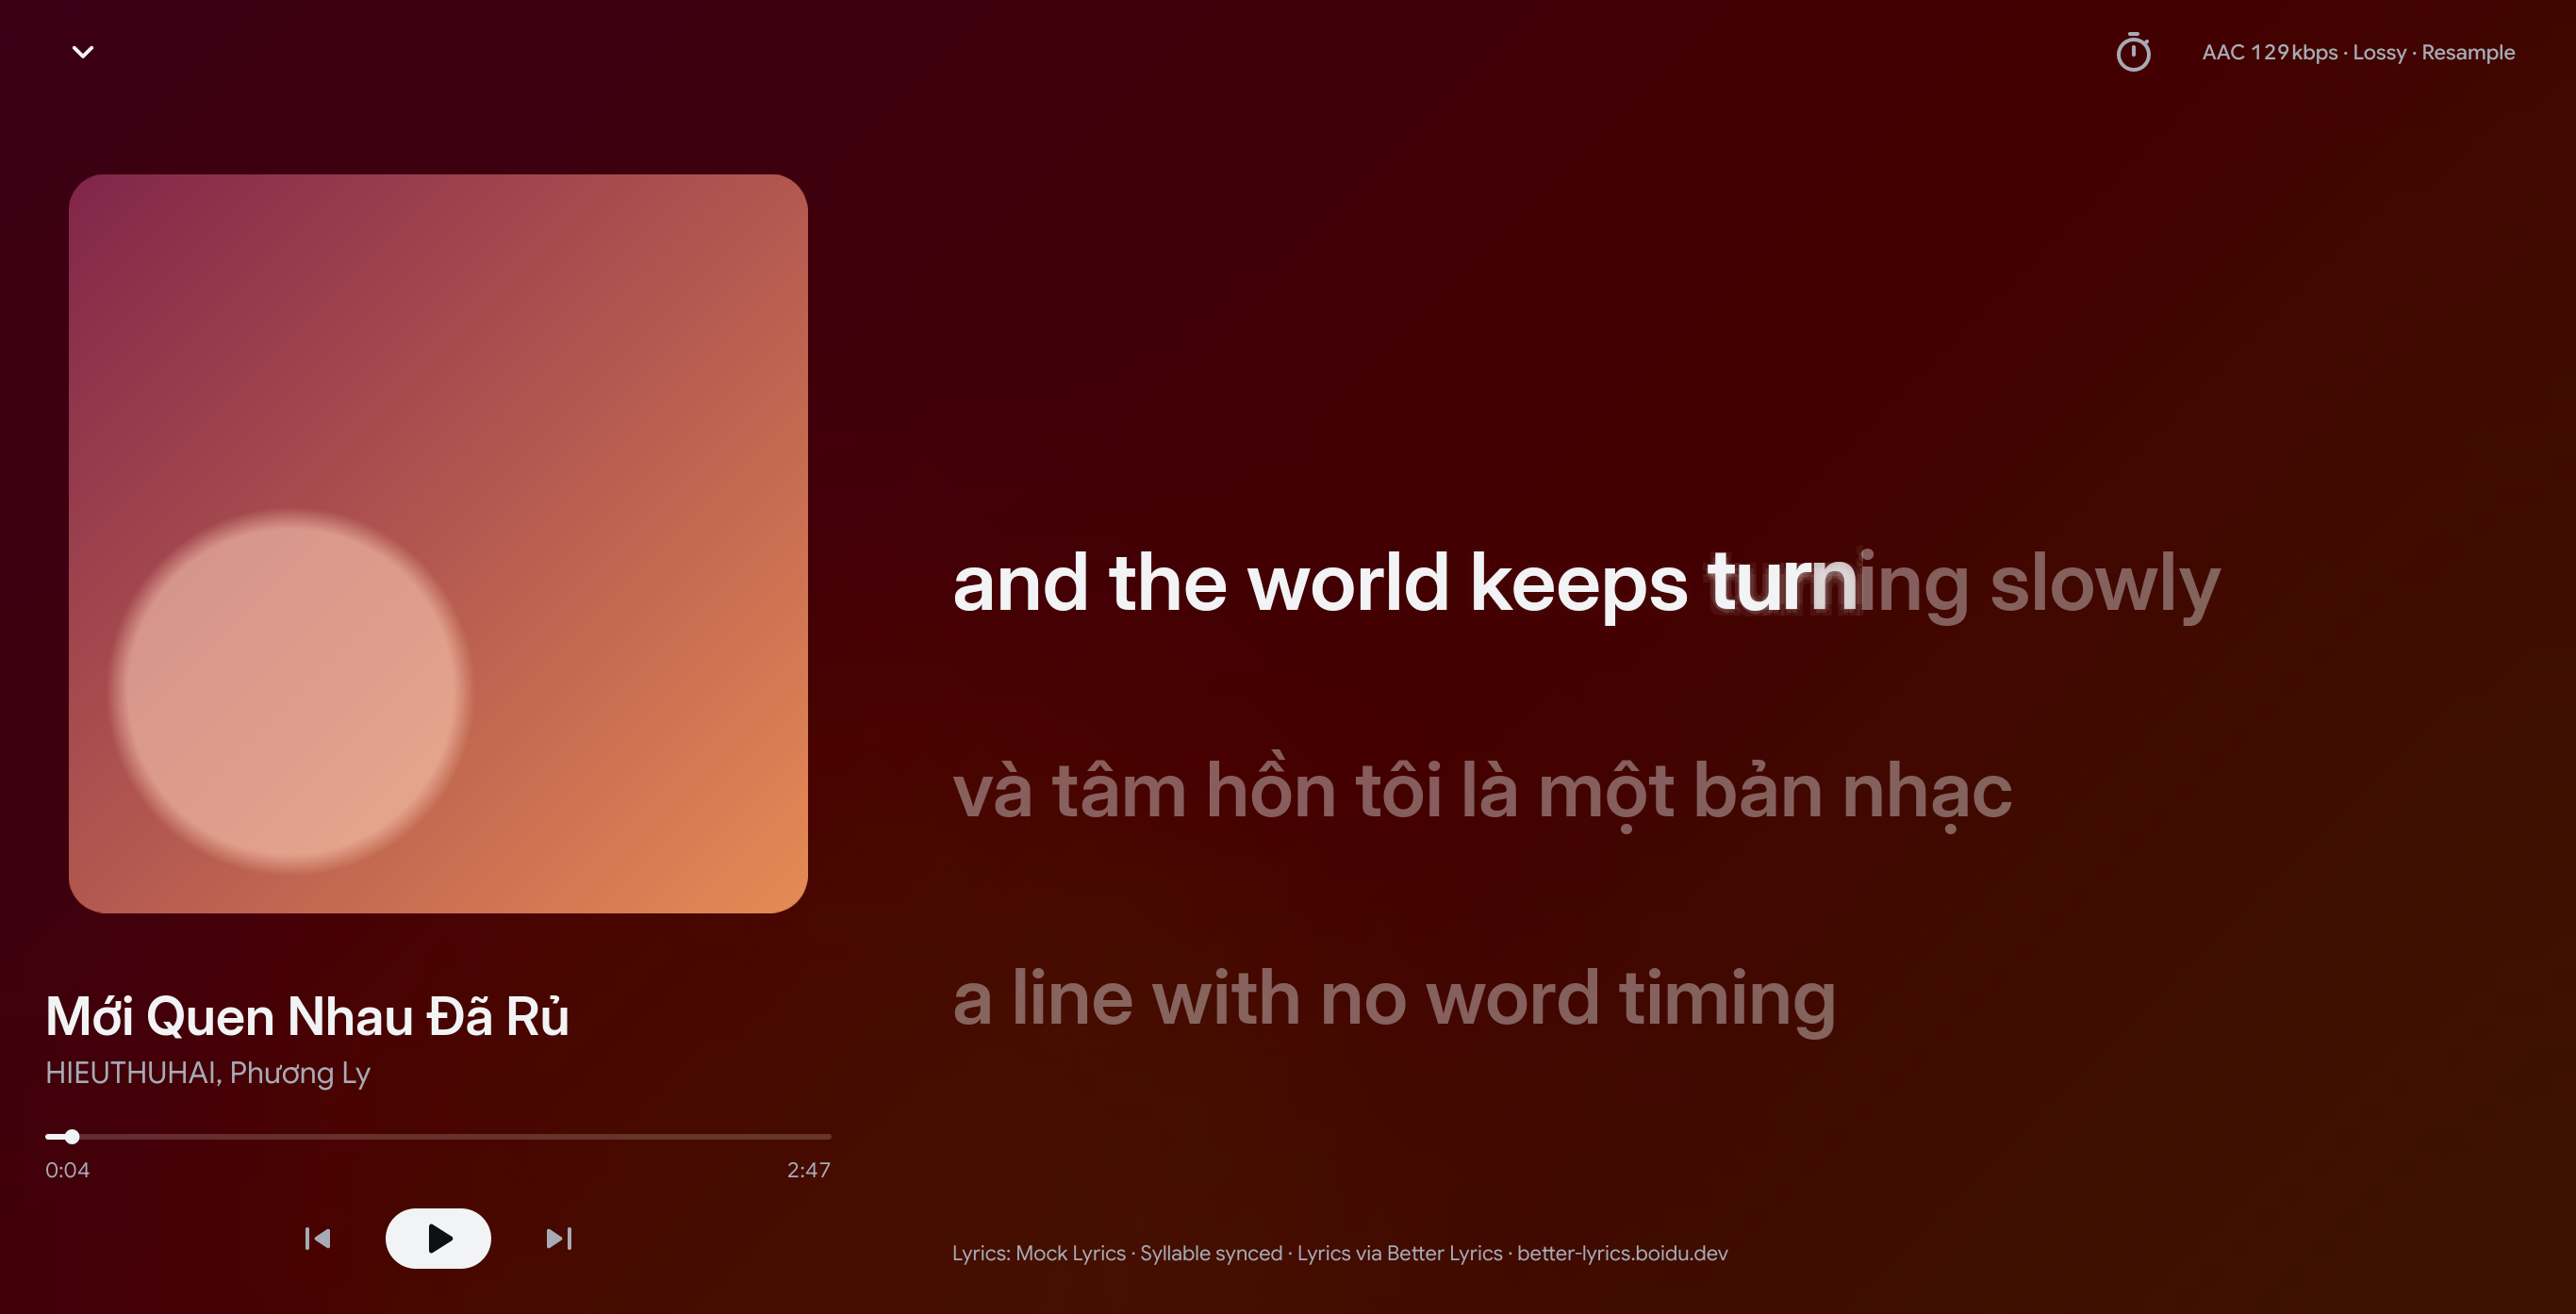 AAC 129 kbps · Lossy · Resample
and the world keeps turning slowly
và tâm hồn tôi là một bản nhạc
a line with no word timing
Mới Quen Nhau Đã Rủ
HIEUTHUHAI, Phương Ly
0:04
2:47
Lyrics: Mock Lyrics · Syllable synced · Lyrics via Better Lyrics · better-lyrics.boidu.dev